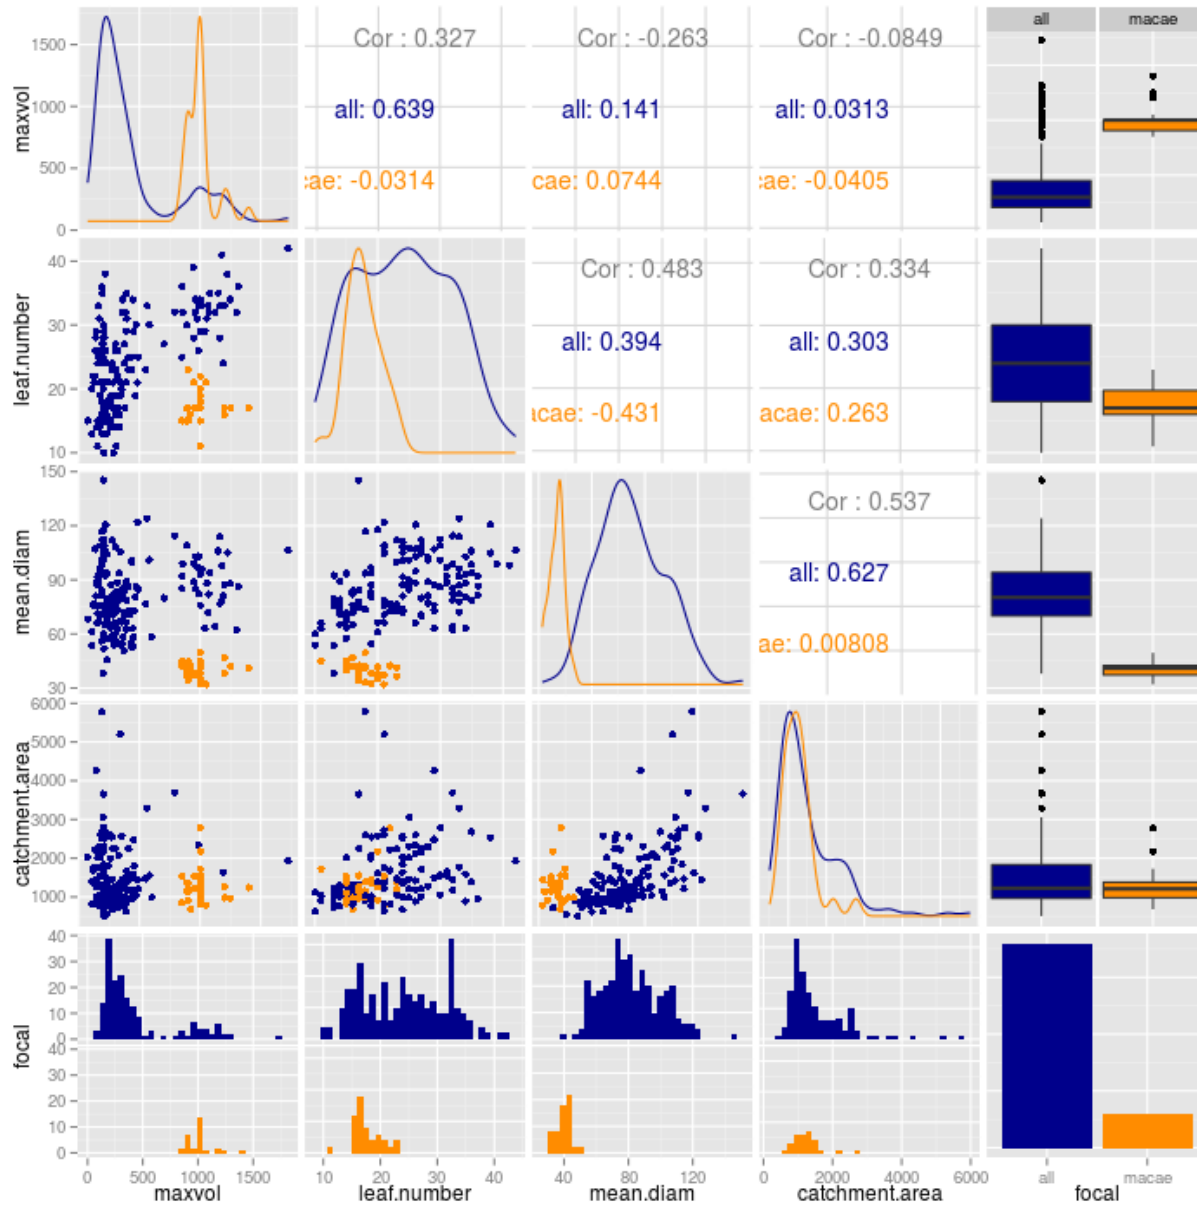 all macae
1500
1000
500
0
maxvol
Cor : 0.327
all: 0.639
cae: -0.0314
Cor : -0.263
all: 0.141
cae: 0.0744
Cor : -0.0849
all: 0.0313
cae: -0.0405
40
30
20
10
leaf.number
Cor : 0.483
all: 0.394
acae: -0.431
Cor : 0.334
all: 0.303
acae: 0.263
150
120
90
60
30
mean.diam
Cor : 0.537
all: 0.627
ae: 0.00808
6000
5000
4000
3000
2000
1000
catchment.area
40
30
20
10
0
40
30
20
10
0
focal
0 500 1000 1500
20 30 40
40 80 120
0 2000 4000 6000
all macae
maxvol leaf.number mean.diam catchment.area focal